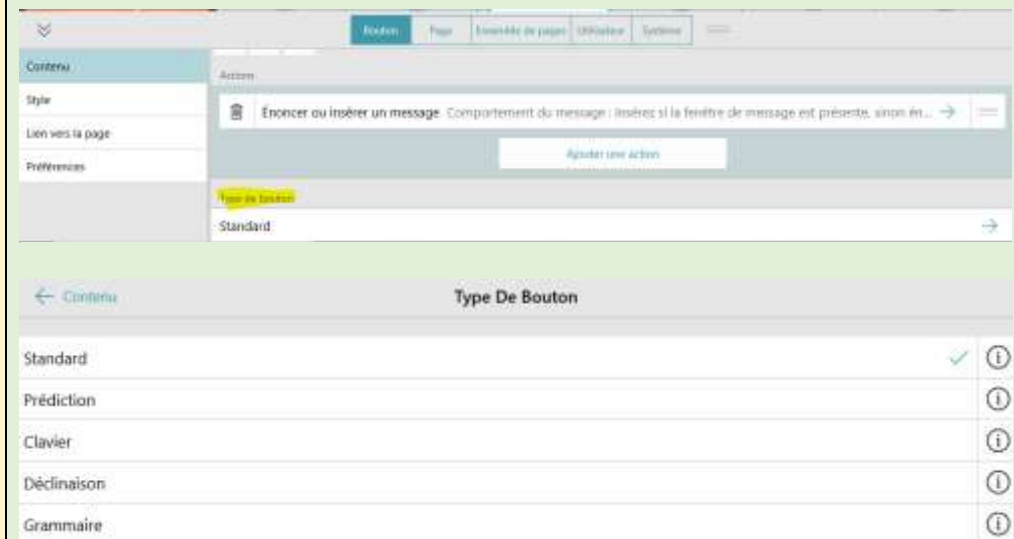 Bouton Page Ensemble de pages Utilisateur Système
Contenu
Style
Lien vers la page
Préférences
Actions
Énoncer ou insérer un message Comportement du message : Insérez si la fenêtre de message est présente, sinon én...
Ajouter une action
Type De Bouton
Standard
Contenu
Type De Bouton
Standard
Prédiction
Clavier
Déclinaison
Grammaire